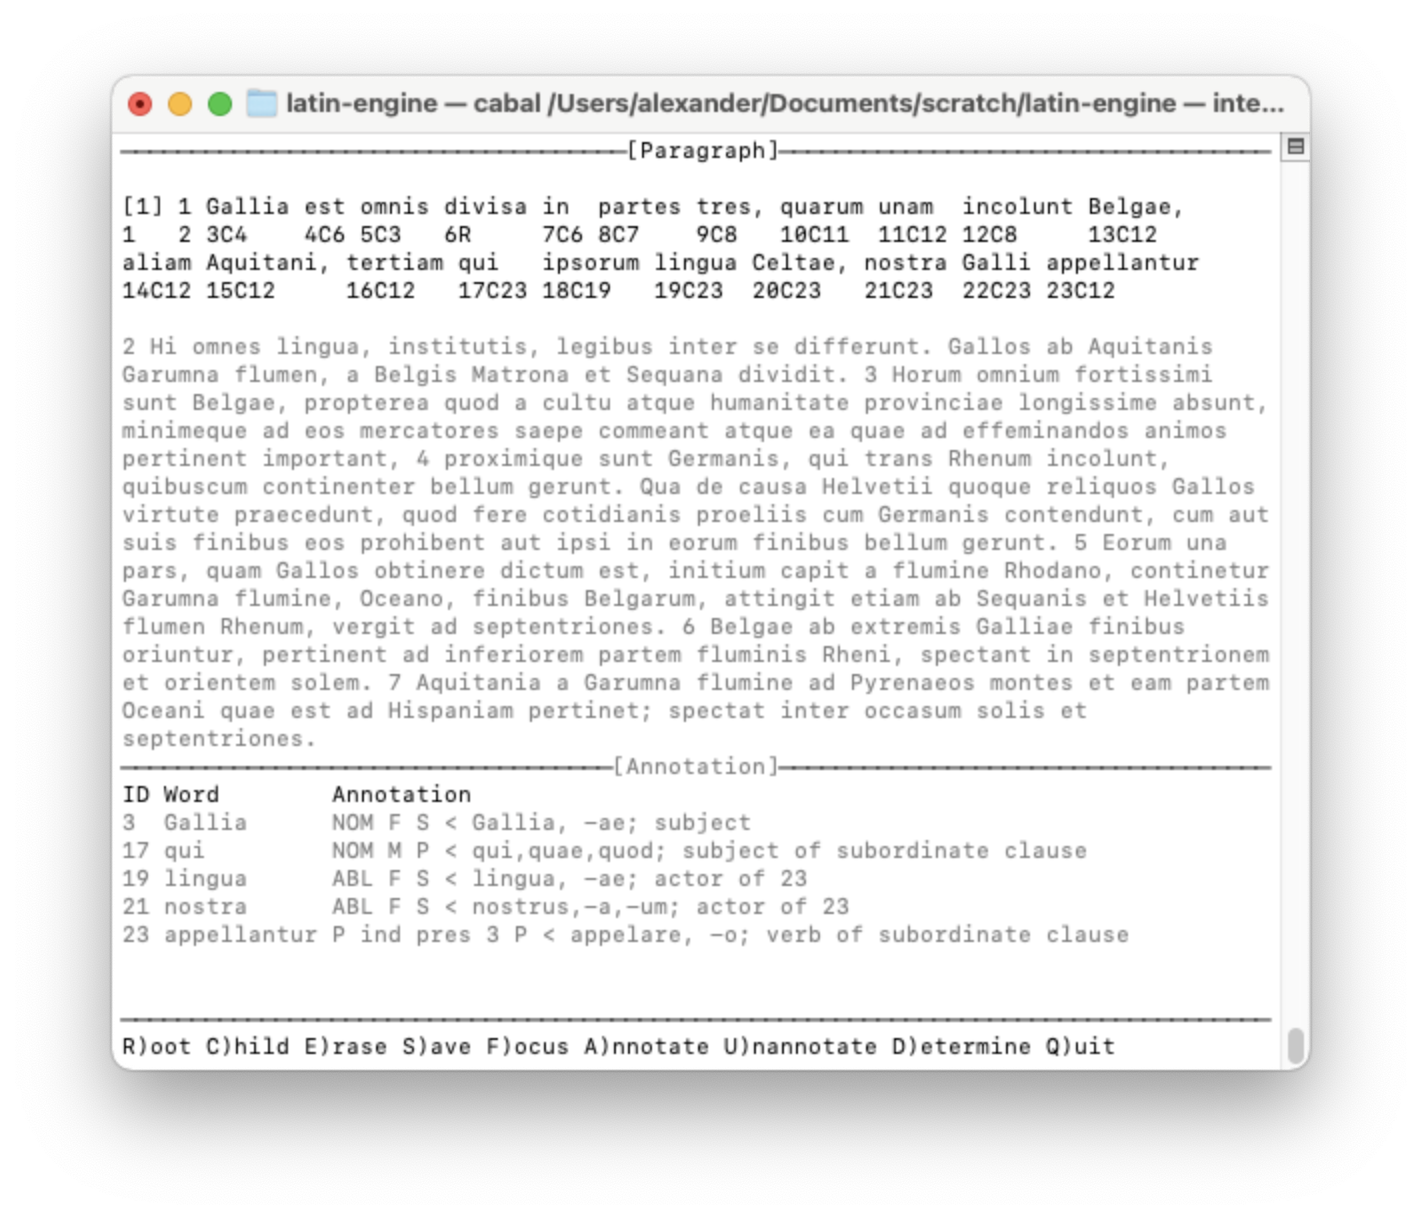 latin-engine — cabal /Users/alexander/Documents/scratch/latin-engine — inte...
[Paragraph]
[1] 1 Gallia est omnis divisa in partes tres, quarum unam incolunt Belgae,
1 2 3C4 4C6 5C3 6R 7C6 8C7 9C8 10C11 11C12 12C8 13C12
aliam Aquitani, tertiam qui ipsorum lingua Celtae, nostra Galli appellantur
14C12 15C12 16C12 17C23 18C19 19C23 20C23 21C23 22C23 23C12
2 Hi omnes lingua, institutis, legibus inter se differunt. Gallos ab Aquitanis
Garumna flumen, a Belgis Matrona et Sequana dividit. 3 Horum omnium fortissimi
sunt Belgae, propterea quod a cultu atque humanitate provinciae longissime absunt,
minimeque ad eos mercatores saepe commeant atque ea quae ad effeminandos animos
pertinent important, 4 proximique sunt Germanis, qui trans Rhenum incolunt,
quibuscum continenter bellum gerunt. Qua de causa Helvetii quoque reliquos Gallos
virtute praecedunt, quod fere cotidianis proeliis cum Germanis contendunt, cum aut
suis finibus eos prohibent aut ipsi in eorum finibus bellum gerunt. 5 Eorum una
pars, quam Gallos obtinere dictum est, initium capit a flumine Rhodano, continetur
Garumna flumine, Oceano, finibus Belgarum, attingit etiam ab Sequanis et Helvetiis
flumen Rhenum, vergit ad septentriones. 6 Belgae ab extremis Galliae finibus
oriuntur, pertinent ad inferiorem partem fluminis Rheni, spectant in septentrionem
et orientem solem. 7 Aquitania a Garumna flumine ad Pyrenaeos montes et eam partem
Oceani quae est ad Hispaniam pertinet; spectat inter occasum solis et
septentriones.
[Annotation]
ID Word Annotation
3 Gallia NOM F S < Gallia, -ae; subject
17 qui NOM M P < qui,quae,quod; subject of subordinate clause
19 lingua ABL F S < lingua, -ae; actor of 23
21 nostra ABL F S < nostrus,-a,-um; actor of 23
23 appellantur P ind pres 3 P < appelare, -o; verb of subordinate clause
R)oot C)hild E)rase S)ave F)ocus A)nnotate U)nannotate D)etermine Q)uit